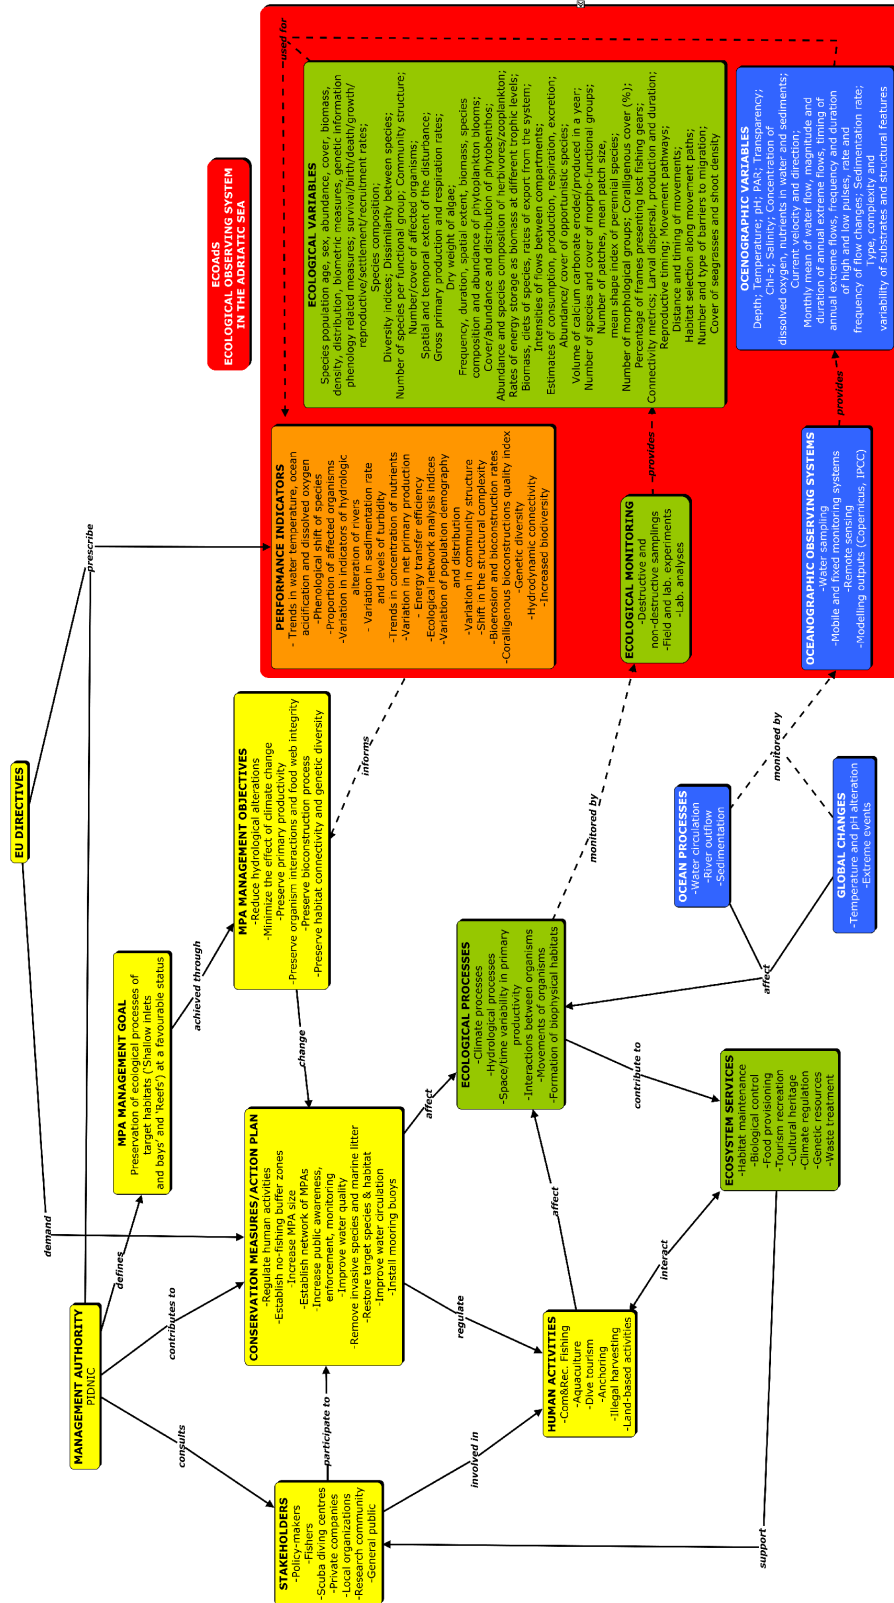 EU DIRECTIVES
MANAGEMENT AUTHORITY
PIDNIC
demand
prescribe
defines
contributes to
consults
MPA MANAGEMENT GOAL
Preservation of ecological processes of
target habitats ('Shallow inlets
and bays' and 'Reefs') at a favourable status
achieved through
MPA MANAGEMENT OBJECTIVES
-Reduce hydrological alterations
-Minimize the effect of climate change
-Preserve primary productivity
-Preserve organism interactions and food web integrity
-Preserve bioconstruction process
-Preserve habitat connectivity and genetic diversity
change
informs
STAKEHOLDERS
-Policy-makers
-Fishers
-Scuba diving centres
-Private companies
-Local organizations
-Research community
-General public
participate to
involved in
CONSERVATION MEASURES/ACTION PLAN
-Regulate human activities
-Establish no-fishing buffer zones
-Increase MPA size
-Establish network of MPAs
-Increase public awareness,
enforcement, monitoring
-Improve water quality
-Remove invasive species and marine litter
-Restore target species & habitat
-Improve water circulation
-Install mooring buoys
regulate
affect
HUMAN ACTIVITIES
-Com&Rec. Fishing
-Aquaculture
-Dive tourism
-Anchoring
-Illegal harvesting
-Land-based activities
affect
interact
ECOLOGICAL PROCESSES
-Climate processes
-Hydrological processes
-Space/time variability in primary
productivity
-Interactions between organisms
-Movements of organisms
-Formation of biophysical habitats
contribute to
monitored by
ECOSYSTEM SERVICES
-Habitat maintenance
-Biological control
-Food provisioning
-Tourism recreation
-Cultural heritage
-Climate regulation
-Genetic resources
-Waste treatment
support
OCEAN PROCESSES
-Water circulation
-River outflow
-Sedimentation
GLOBAL CHANGES
-Temperature and pH alteration
-Extreme events
affect
monitored by
ECOAdS
ECOLOGICAL OBSERVING SYSTEM
IN THE ADRIATIC SEA
used for
PERFORMANCE INDICATORS
- Trends in water temperature, ocean
acidification and dissolved oxygen
-Phenological shift of species
-Proportion of affected organisms
-Variation in indicators of hydrologic
alteration of rivers
- Variation in sedimentation rate
and levels of turbidity
-Trends in concentration of nutrients
-Variation in net primary production
- Energy transfer efficiency
-Ecological network analysis indices
-Variation of population demography
and distribution
-Variation in community structure
-Shift in the structural complexity
-Bioerosion and bioconstruction rates
-Coralligenous bioconstructions quality index
-Genetic diversity
-Hydrodynamic connectivity
-Increased biodiversity
ECOLOGICAL VARIABLES
Species population age, sex, abundance, cover, biomass,
density, distribution, biometric measures, genetic information
phenology related measures; survival/birth/death/growth/
reproductive/settlement/recruitment rates;
Species composition;
Diversity indices; Dissimilarity between species;
Number of species per functional group; Community structure;
Number/cover of affected organisms;
Spatial and temporal extent of the disturbance;
Gross primary production and respiration rates;
Dry weight of algae;
Frequency, duration, spatial extent, biomass, species
composition and abundance of phytoplankton blooms;
Cover/abundance and distribution of phytobenthos;
Abundance and species composition of herbivores/zooplankton;
Rates of energy storage as biomass at different trophic levels;
Biomass, diets of species, rates of export from the system;
Intensities of flows between compartments;
Estimates of consumption, production, respiration, excretion;
Abundance/ cover of opportunistic species;
Volume of calcium carbonate eroded/produced in a year;
Number of species and cover of morpho-functional groups;
Number of patches, mean patch size,
mean shape index of perennial species;
Number of morphological groups; Coralligenous cover (%);
Percentage of frames presenting lost fishing gears;
Connectivity metrics; Larval dispersal, production and duration;
Reproductive timing; Movement pathways;
Distance and timing of movements;
Habitat selection along movement paths;
Number and type of barriers to migration;
Cover of seagrasses and shoot density
ECOLOGICAL MONITORING
-Destructive and
non-destructive samplings
-Field and lab. experiments
-Lab. analyses
provides
OCENOGRAPHIC VARIABLES
Depth; Temperature; pH; PAR; Transparency;
Chl-a; Salinity; Concentration of
dissolved oxygen, nutrients in water and sediments;
Current velocity and direction;
Monthly mean of water flow, magnitude and
duration of annual extreme flows, timing of
annual extreme flows, frequency and duration
of high and low pulses, rate and
frequency of flow changes; Sedimentation rate;
Type, complexity and
variability of substrates and structural features
OCEANOGRAPHIC OBSERVING SYSTEMS
-Water sampling
-Mobile and fixed monitoring systems
-Remote sensing
-Modelling outputs (Copernicus, IPCC)
provides